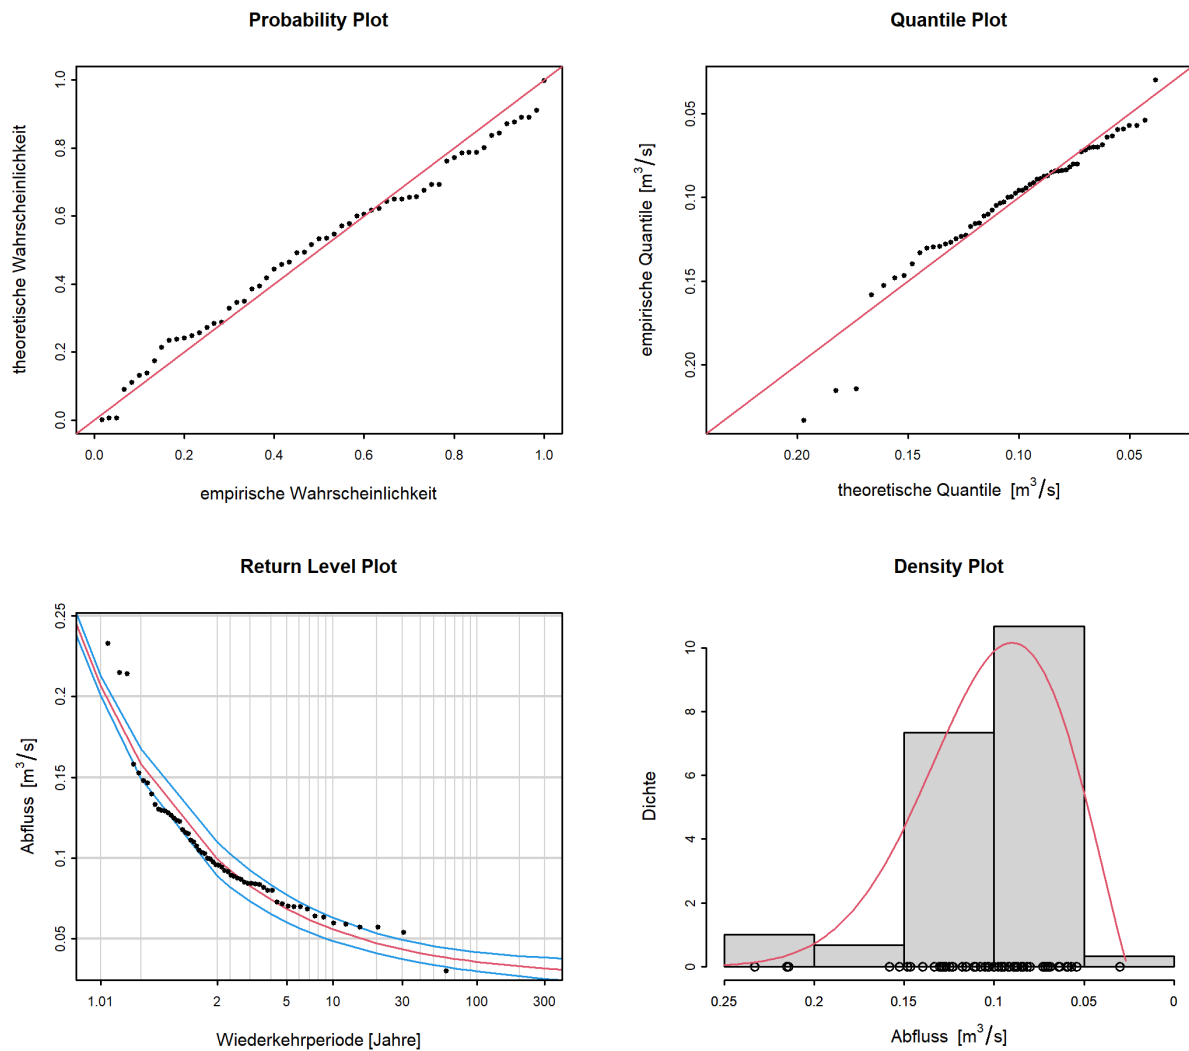 Probability Plot
theoretische Wahrscheinlichkeit
1.0
0.8
0.6
0.4
0.2
0.0
0.0 0.2 0.4 0.6 0.8 1.0
empirische Wahrscheinlichkeit
Quantile Plot
empirische Quantile [m³/s]
0.05
0.10
0.15
0.20
0.20 0.15 0.10 0.05
theoretische Quantile [m³/s]
Return Level Plot
Abfluss [m³/s]
0.25
0.2
0.15
0.1
0.05
1.01 2 5 10 30 100 300
Wiederkehrperiode [Jahre]
Density Plot
Dichte
10
8
6
4
2
0
0.25 0.2 0.15 0.1 0.05 0
Abfluss [m³/s]